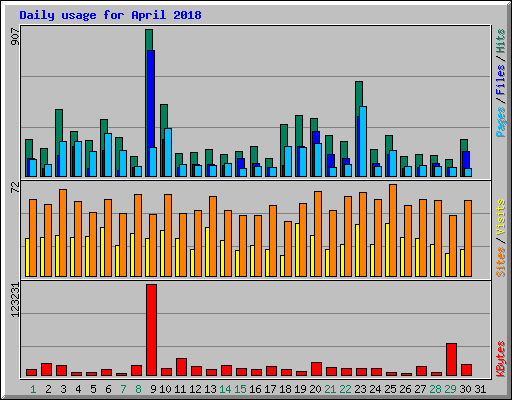 Daily usage for April 2018
907
Pages / Files / Hits
72
Sites / Visits
123231
KBytes
1 2 3 4 5 6 7 8 9 10 11 12 13 14 15 16 17 18 19 20 21 22 23 24 25 26 27 28 29 30 31